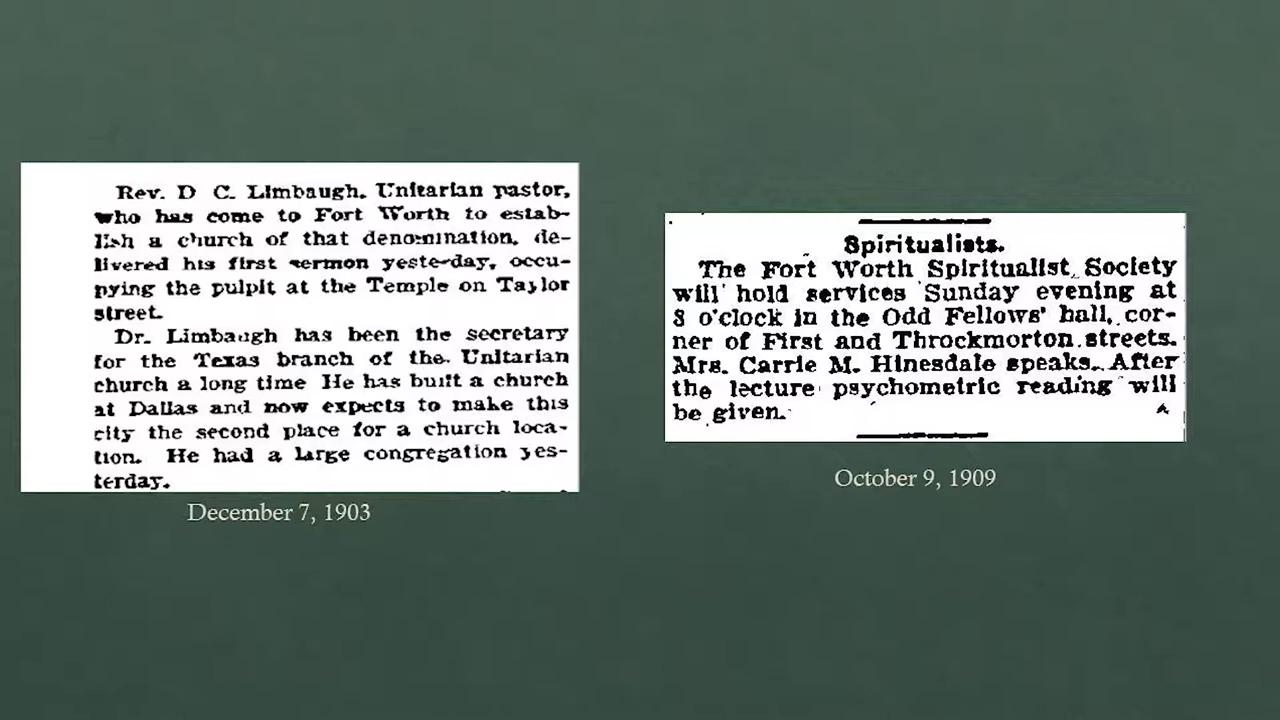 Rev. D C. Limbaugh, Unitarian pastor,
who has come to Fort Worth to estab-
lish a church of that denomination, de-
livered his first sermon yesterday, occu-
pying the pulpit at the Temple on Taylor
street.
Dr. Limbaugh has been the secretary
for the Texas branch of the Unitarian
church a long time He has built a church
at Dallas and now expects to make this
city the second place for a church loca-
tion. He had a large congregation yes-
terday.
December 7, 1903
Spiritualists.
The Fort Worth Spiritualist Society
will hold services Sunday evening at
8 o'clock in the Odd Fellows' hall, cor-
ner of First and Throckmorton streets.
Mrs. Carrie M. Hinesdale speaks. After
the lecture psychometric reading will
be given.
October 9, 1909